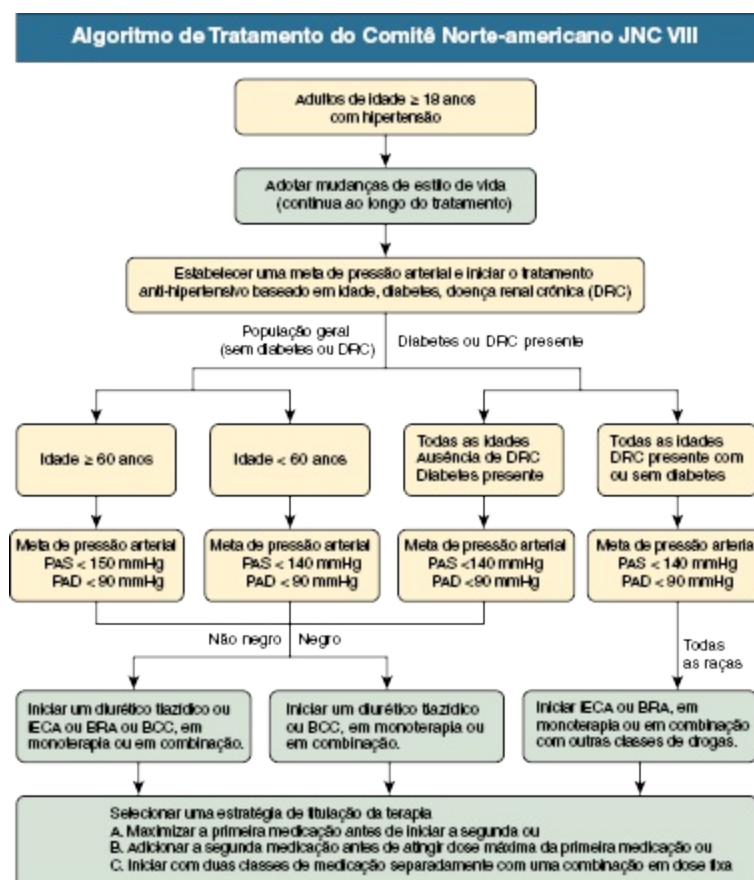 Algoritmo de Tratamento do Comitê Norte-americano JNC VIII
Adultos de idade ≥ 18 anos
com hipertensão
Adotar mudanças de estilo de vida
(continua ao longo do tratamento)
Estabelecer uma meta de pressão arterial e iniciar o tratamento
anti-hipertensivo baseado em idade, diabetes, doença renal crônica (DRC)
População geral
(sem diabetes ou DRC)
Diabetes ou DRC presente
Idade ≥ 60 anos
Idade < 60 anos
Todas as idades
Ausência de DRC
Diabetes presente
Todas as idades
DRC presente com
ou sem diabetes
Meta de pressão arterial
PAS < 150 mmHg
PAD < 90 mmHg
Meta de pressão arterial
PAS < 140 mmHg
PAD < 90 mmHg
Meta de pressão arterial
PAS <140 mmHg
PAD <90 mmHg
Meta de pressão arterial
PAS < 140 mmHg
PAD < 90 mmHg
Não negro
Negro
Todas
as raças
Iniciar um diurético tiazídico ou
IECA ou BRA ou BCC, em
monoterapia ou em combinação.
Iniciar um diurético tiazídico
ou BCC, em monoterapia ou
em combinação.
Iniciar IECA ou BRA, em
monoterapia ou em combinação
com outras classes de drogas.
Selecionar uma estratégia de titulação da terapia
A. Maximizar a primeira medicação antes de iniciar a segunda ou
B. Adicionar a segunda medicação antes de atingir dose máxima da primeira medicação ou
C. Iniciar com duas classes de medicação separadamente com uma combinação em dose fixa